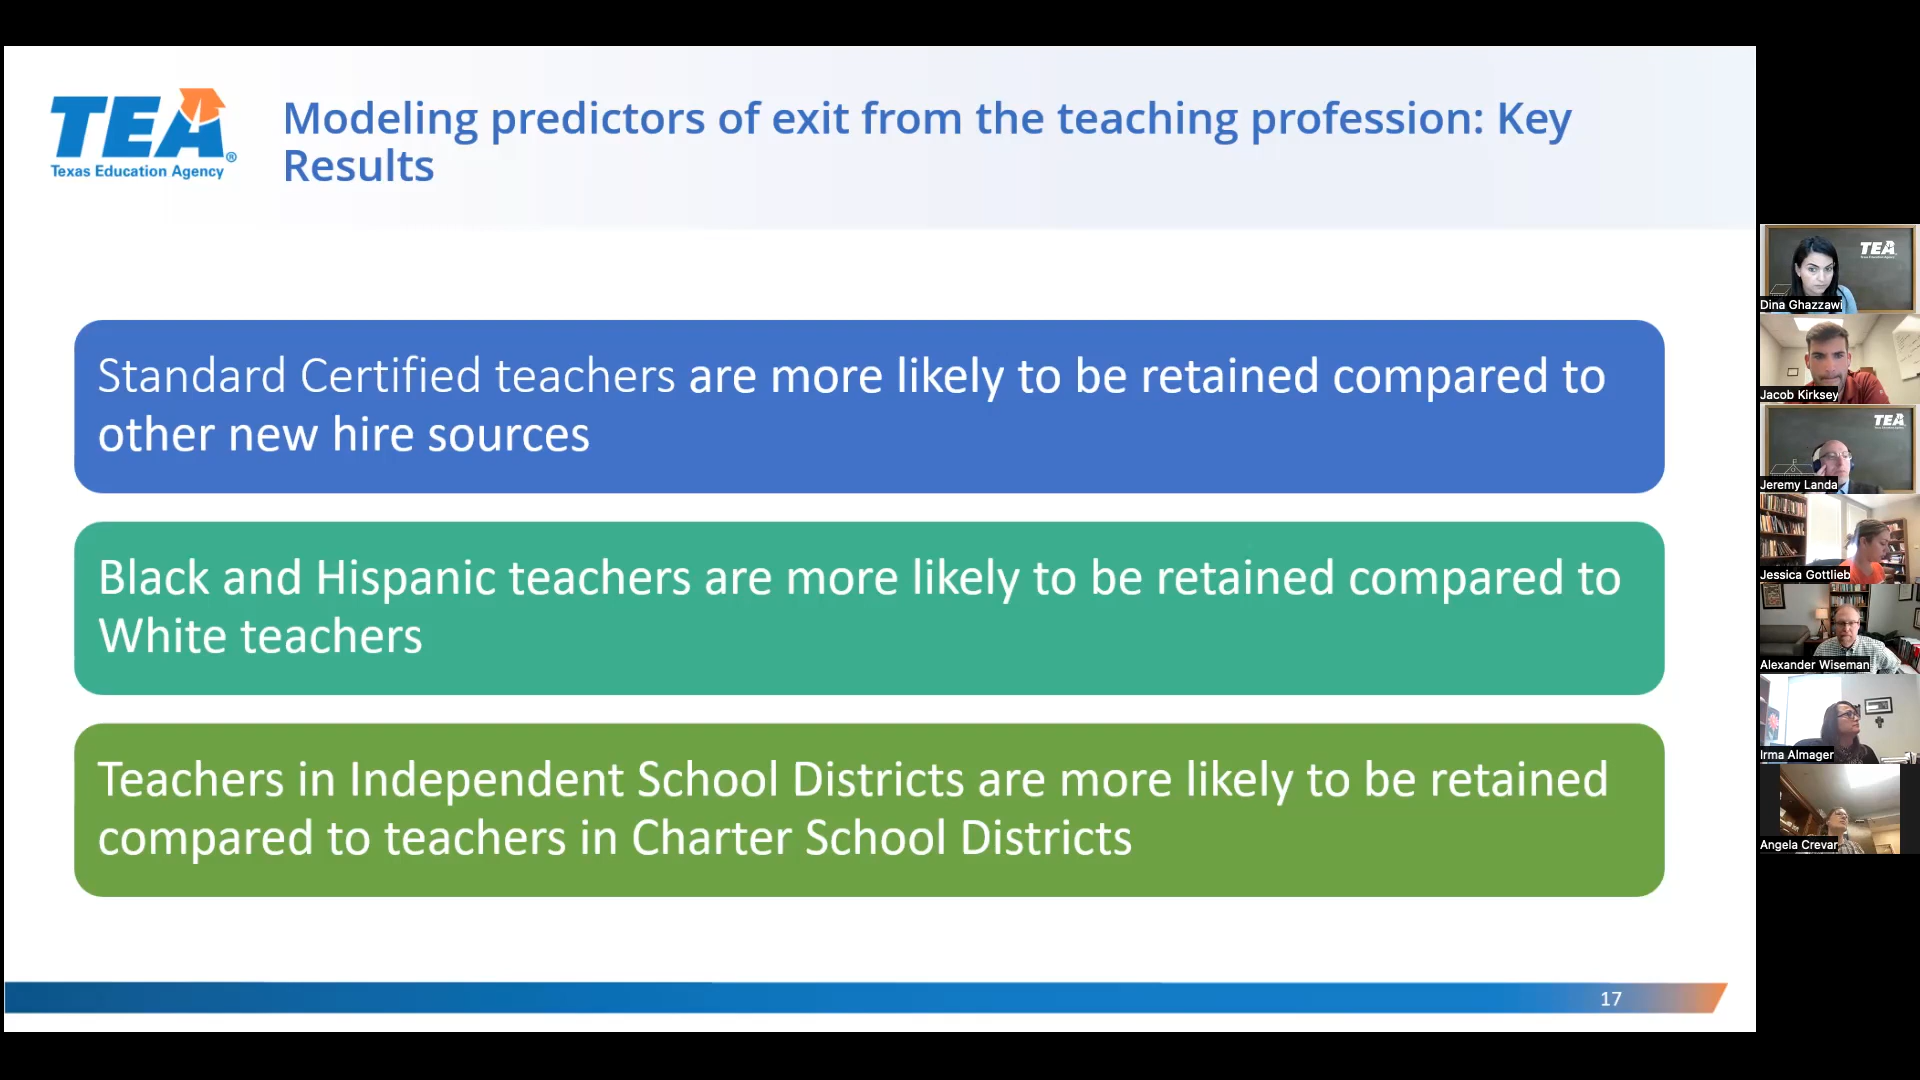 TEA
®
Texas Education Agency
Modeling predictors of exit from the teaching profession: Key
Results
Standard Certified teachers are more likely to be retained compared to
other new hire sources
Black and Hispanic teachers are more likely to be retained compared to
White teachers
Teachers in Independent School Districts are more likely to be retained
compared to teachers in Charter School Districts
17
TEA
Dina Ghazzawi
Jacob Kirksey
TEA
Jeremy Landa
Jessica Gottlieb
Alexander Wiseman
Irma Almager
Angela Crevar